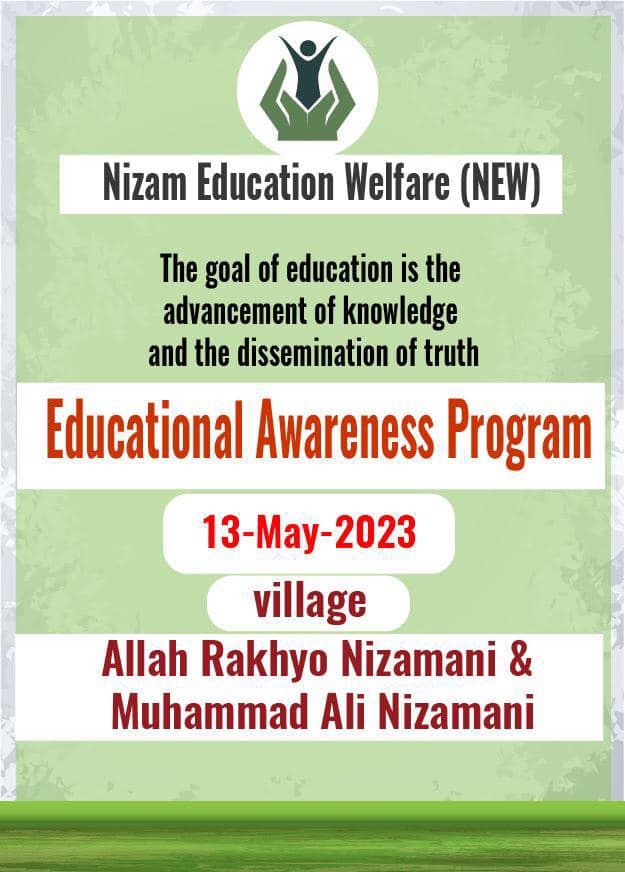 Nizam Education Welfare (NEW)
The goal of education is the
advancement of knowledge
and the dissemination of truth
Educational Awareness Program
13-May-2023
village
Allah Rakhyo Nizamani &
Muhammad Ali Nizamani